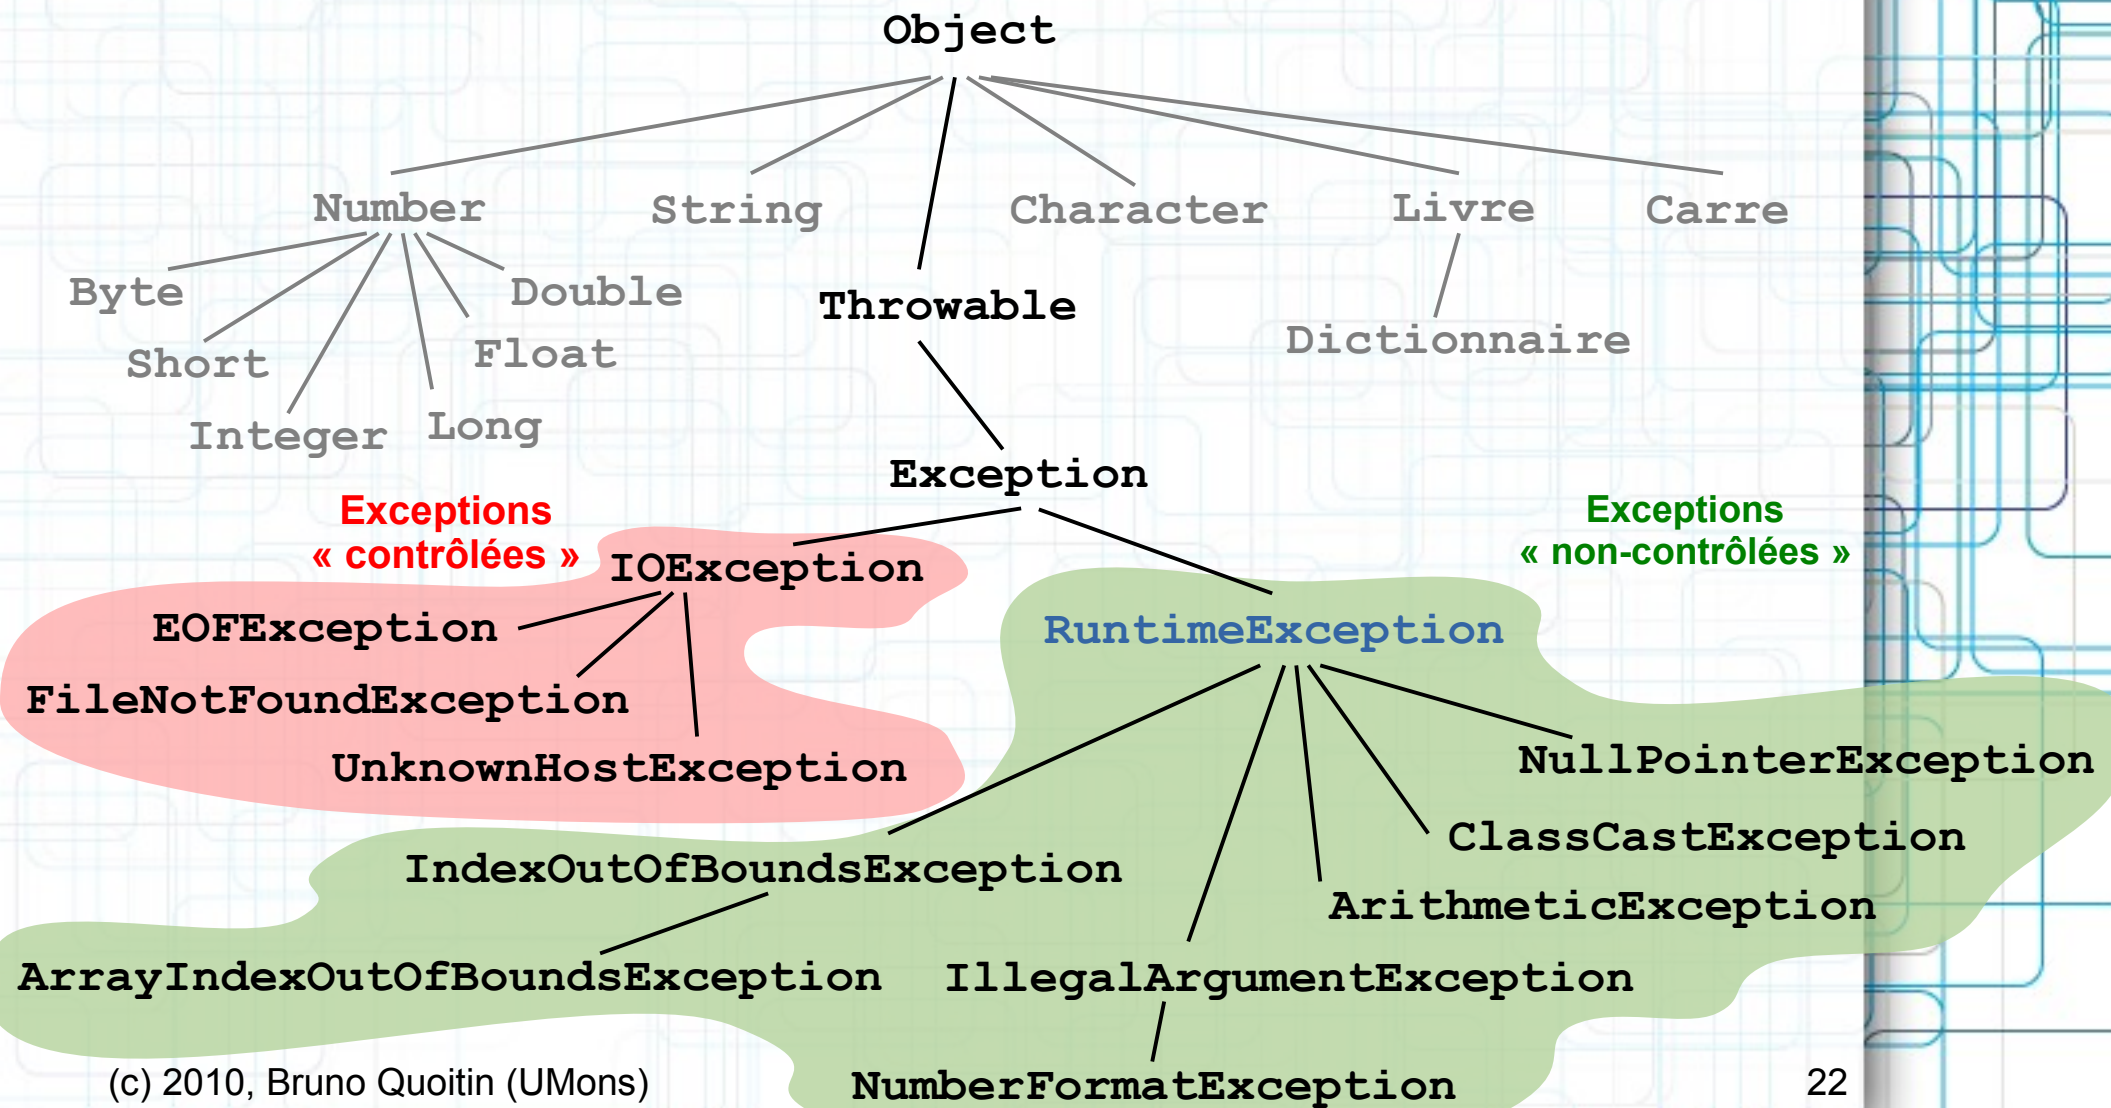 Object
Number String Character Livre Carre
Byte Double Throwable
Short Float Dictionnaire
Integer Long
Exception
Exceptions
« contrôlées »
Exceptions
« non-contrôlées »
IOException
EOFException
FileNotFoundException
UnknownHostException
RuntimeException
NullPointerException
ClassCastException
IndexOutOfBoundsException
ArithmeticException
ArrayIndexOutOfBoundsException IllegalArgumentException
NumberFormatException
(c) 2010, Bruno Quoitin (UMons)
22